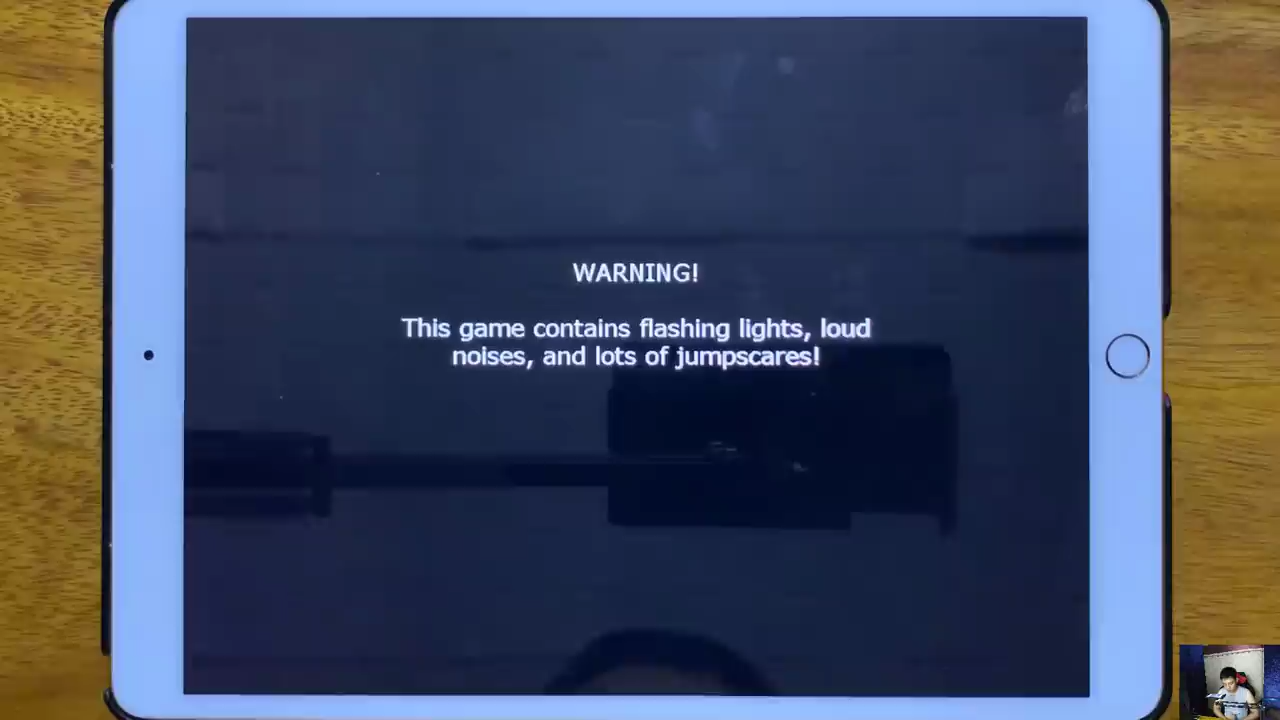 WARNING!
This game contains flashing lights, loud
noises, and lots of jumpscares!